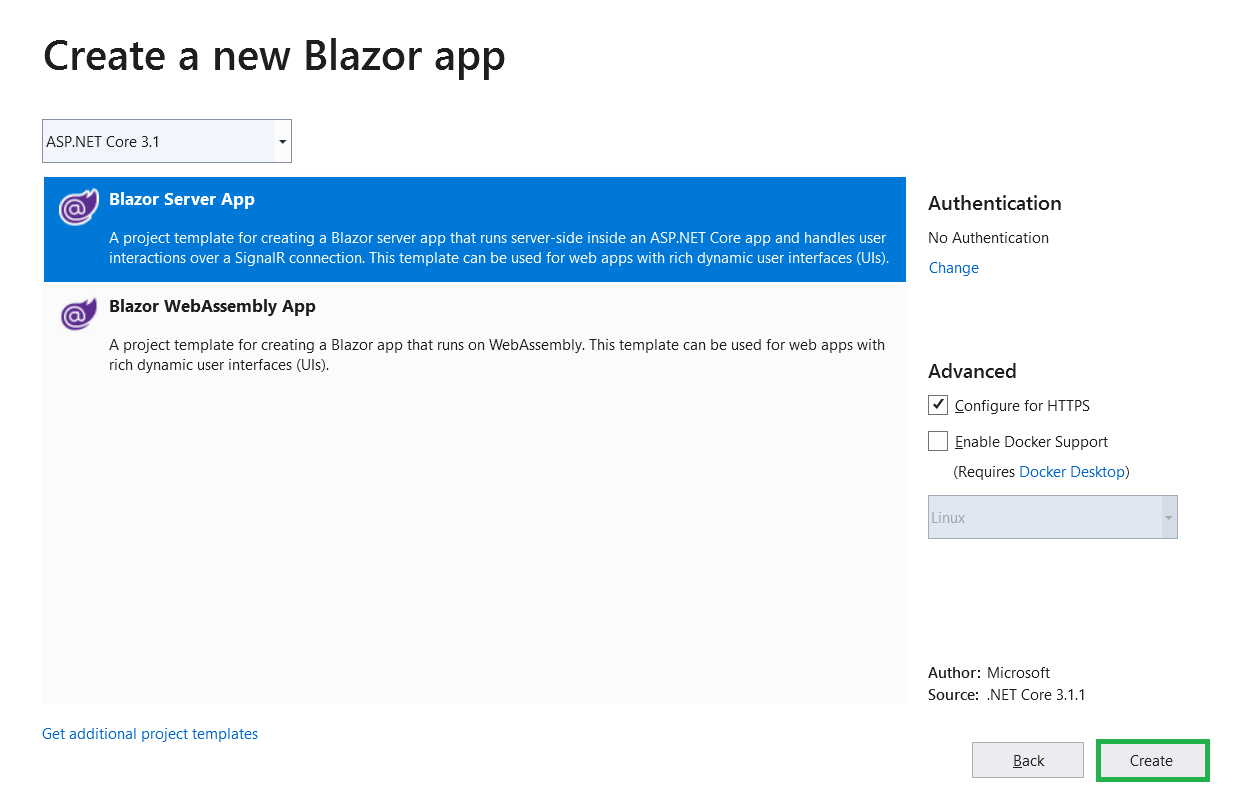 Create a new Blazor app
ASP.NET Core 3.1
Blazor Server App
A project template for creating a Blazor server app that runs server-side inside an ASP.NET Core app and handles user
interactions over a SignalR connection. This template can be used for web apps with rich dynamic user interfaces (UIs).
Blazor WebAssembly App
A project template for creating a Blazor app that runs on WebAssembly. This template can be used for web apps with
rich dynamic user interfaces (UIs).
Authentication
No Authentication
Change
Advanced
Configure for HTTPS
Enable Docker Support
(Requires Docker Desktop)
Linux
Author: Microsoft
Source: .NET Core 3.1.1
Get additional project templates
Back
Create